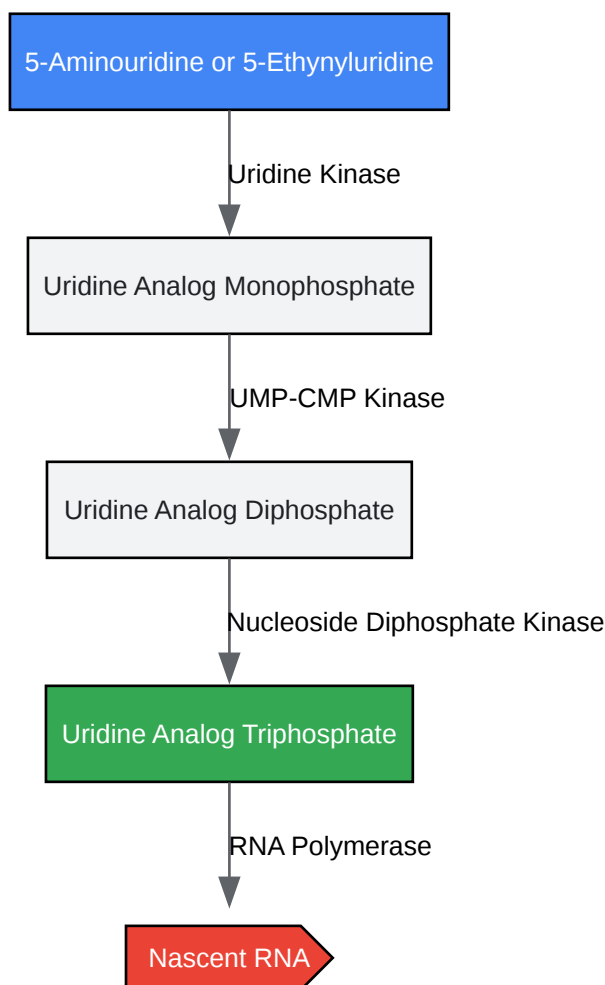 5-Aminouridine or 5-Ethynyluridine
Uridine Kinase
Uridine Analog Monophosphate
UMP-CMP Kinase
Uridine Analog Diphosphate
Nucleoside Diphosphate Kinase
Uridine Analog Triphosphate
RNA Polymerase
Nascent RNA